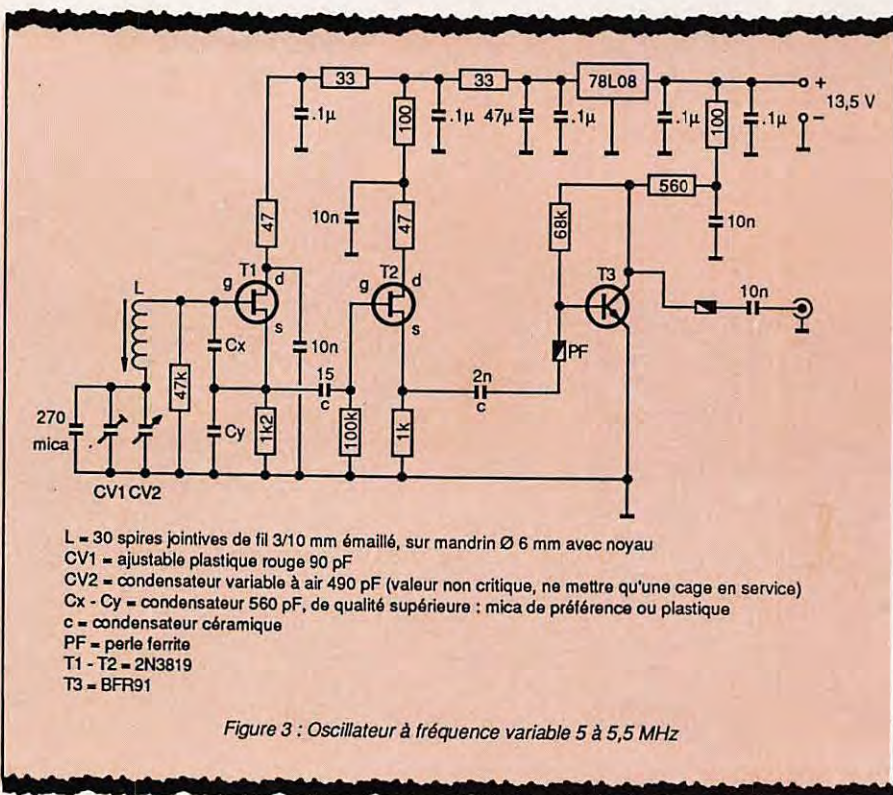 33
33
78L08
+
13,5 V
–
.1µ
100
.1µ
47µ
.1µ
.1µ
100
.1µ
560
10n
47
10n
47
68k
10n
T1
g
d
s
T2
g
d
s
T3
10n
L
Cx
10n
15
c
2n
c
PF
47k
270
mica
Cy
1k2
100k
1k
CV1 CV2
L = 30 spires jointives de fil 3/10 mm émaillé, sur mandrin Ø 6 mm avec noyau
CV1 = ajustable plastique rouge 90 pF
CV2 = condensateur variable à air 490 pF (valeur non critique, ne mettre qu'une cage en service)
Cx - Cy = condensateur 560 pF, de qualité supérieure : mica de préférence ou plastique
c = condensateur céramique
PF = perle ferrite
T1 - T2 = 2N3819
T3 = BFR91
Figure 3 : Oscillateur à fréquence variable 5 à 5,5 MHz